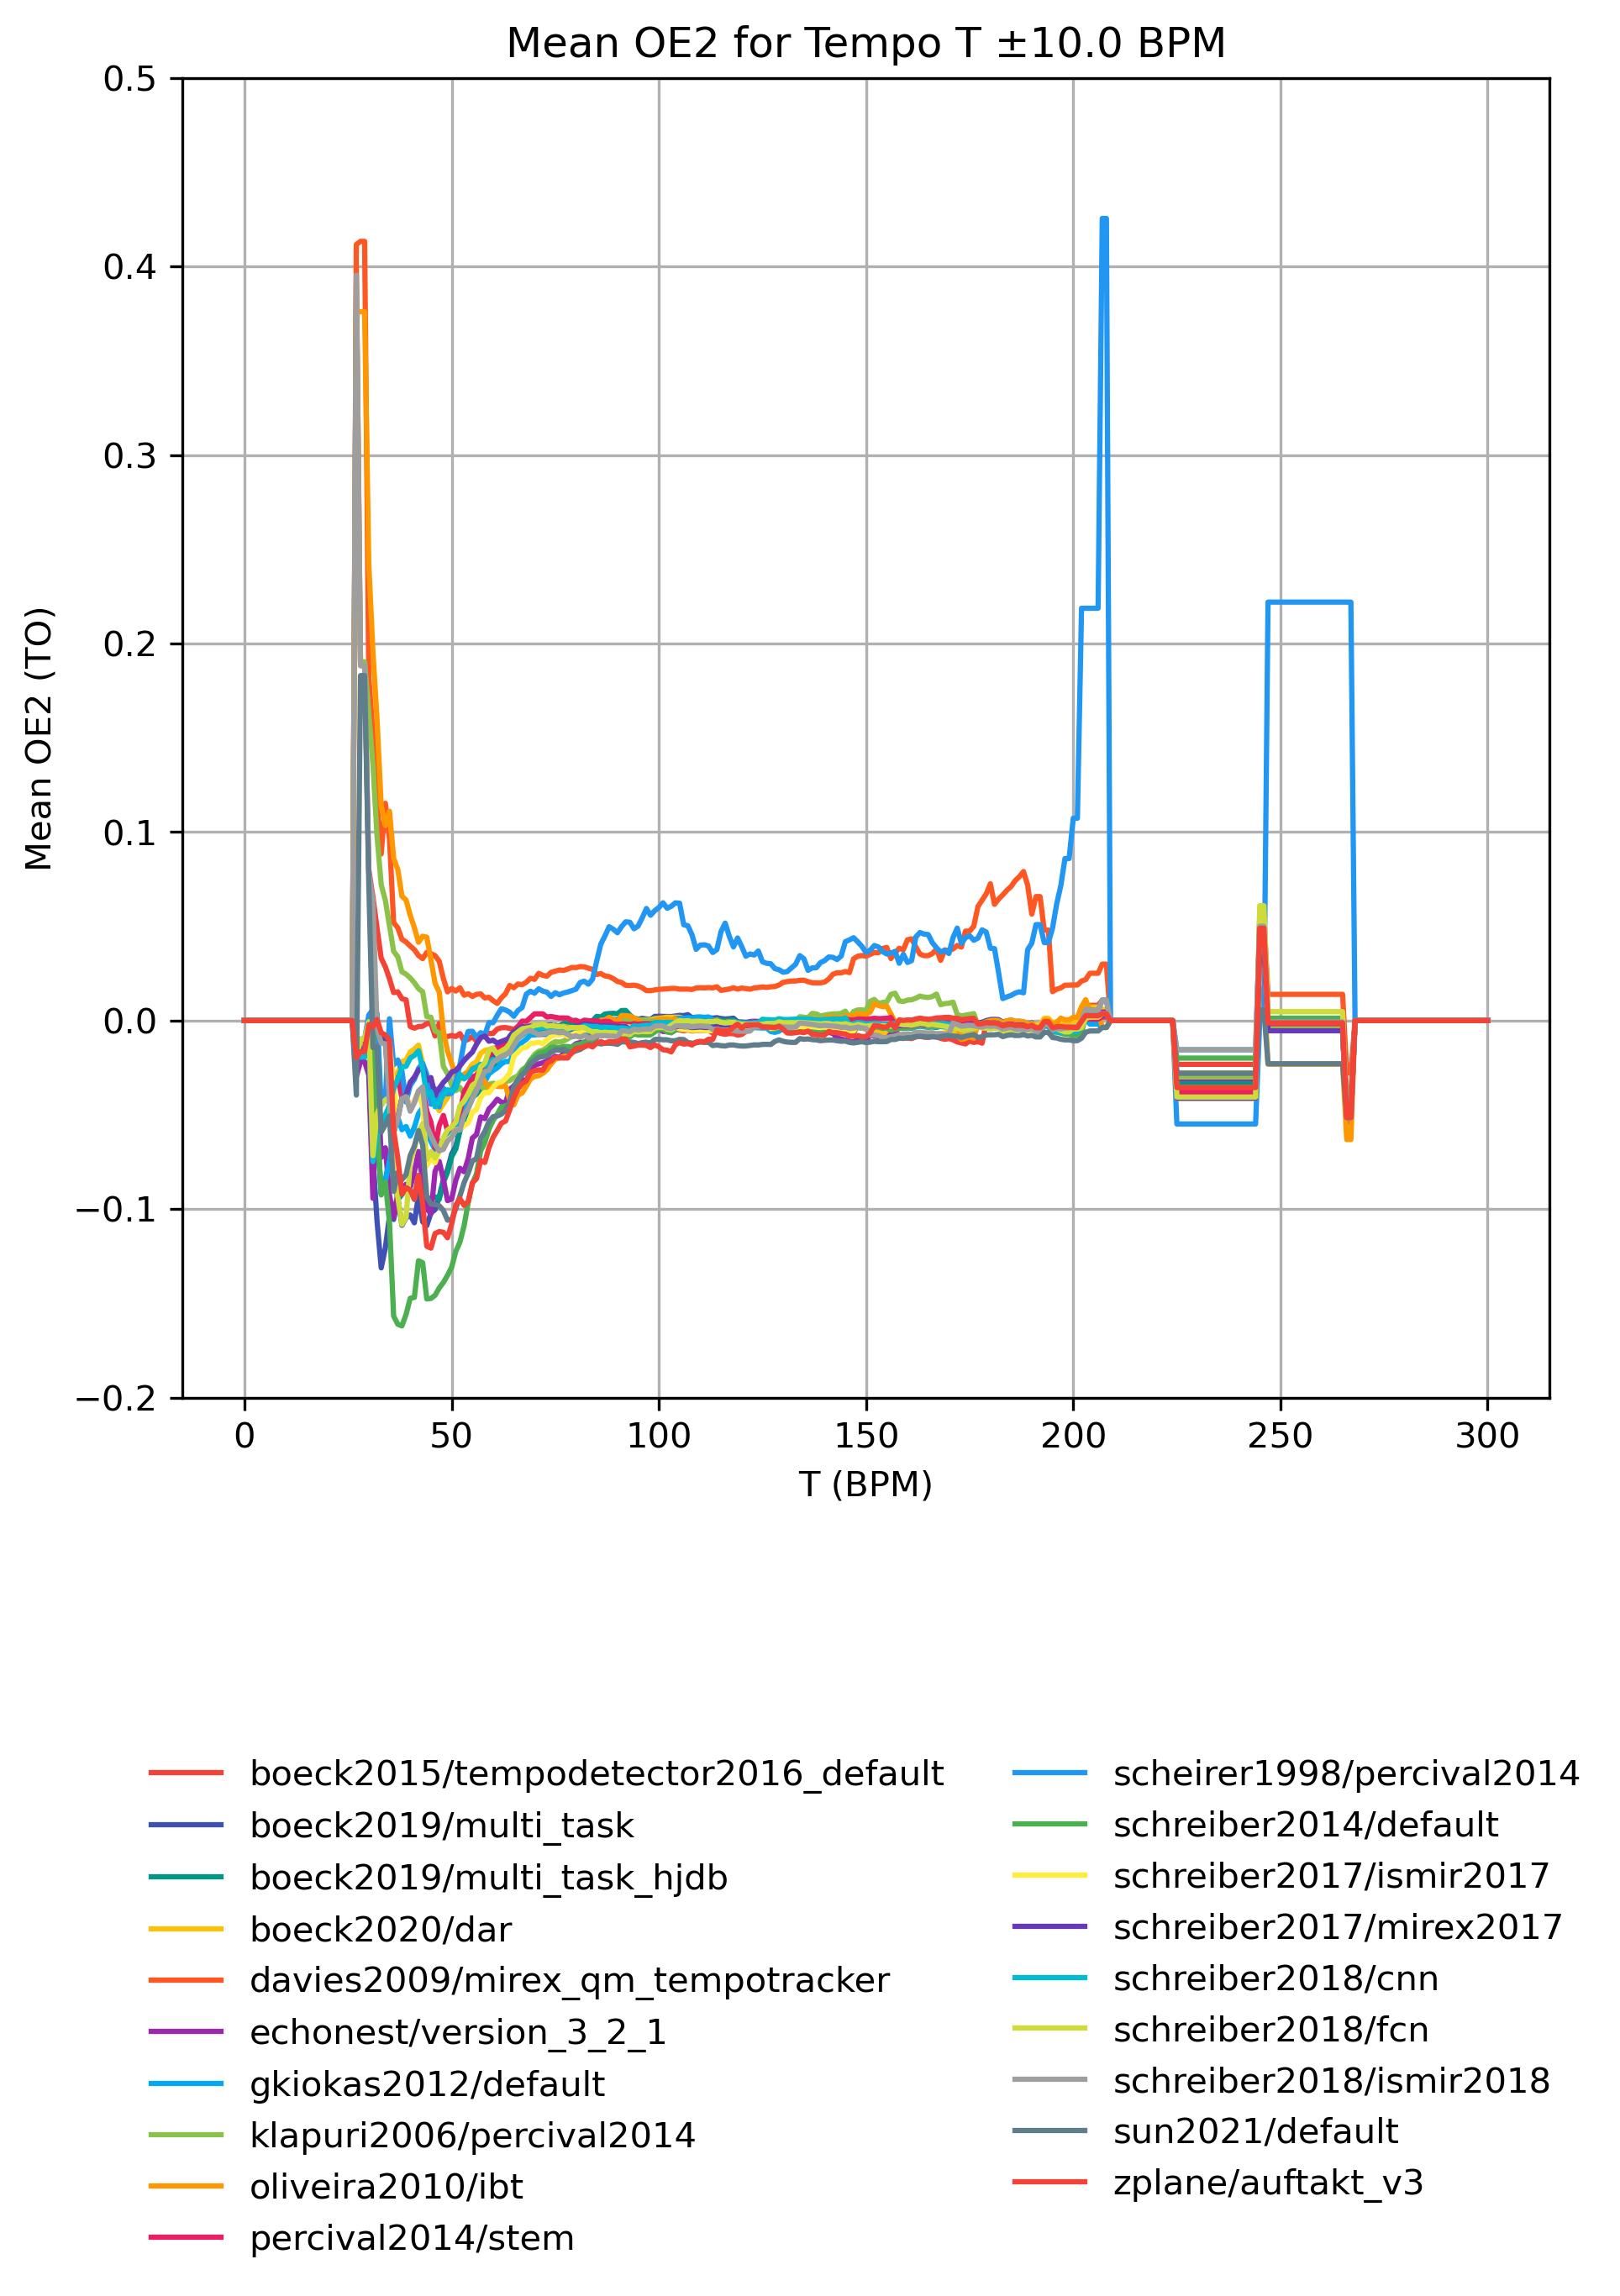 Mean OE2 for Tempo T ±10.0 BPM
0.5
0.4
0.3
0.2
0.1
0.0
−0.1
−0.2
Mean OE2 (TO)
0 50 100 150 200 250 300
T (BPM)
boeck2015/tempodetector2016_default
boeck2019/multi_task
boeck2019/multi_task_hjdb
boeck2020/dar
davies2009/mirex_qm_tempotracker
echonest/version_3_2_1
gkiokas2012/default
klapuri2006/percival2014
oliveira2010/ibt
percival2014/stem
scheirer1998/percival2014
schreiber2014/default
schreiber2017/ismir2017
schreiber2017/mirex2017
schreiber2018/cnn
schreiber2018/fcn
schreiber2018/ismir2018
sun2021/default
zplane/auftakt_v3